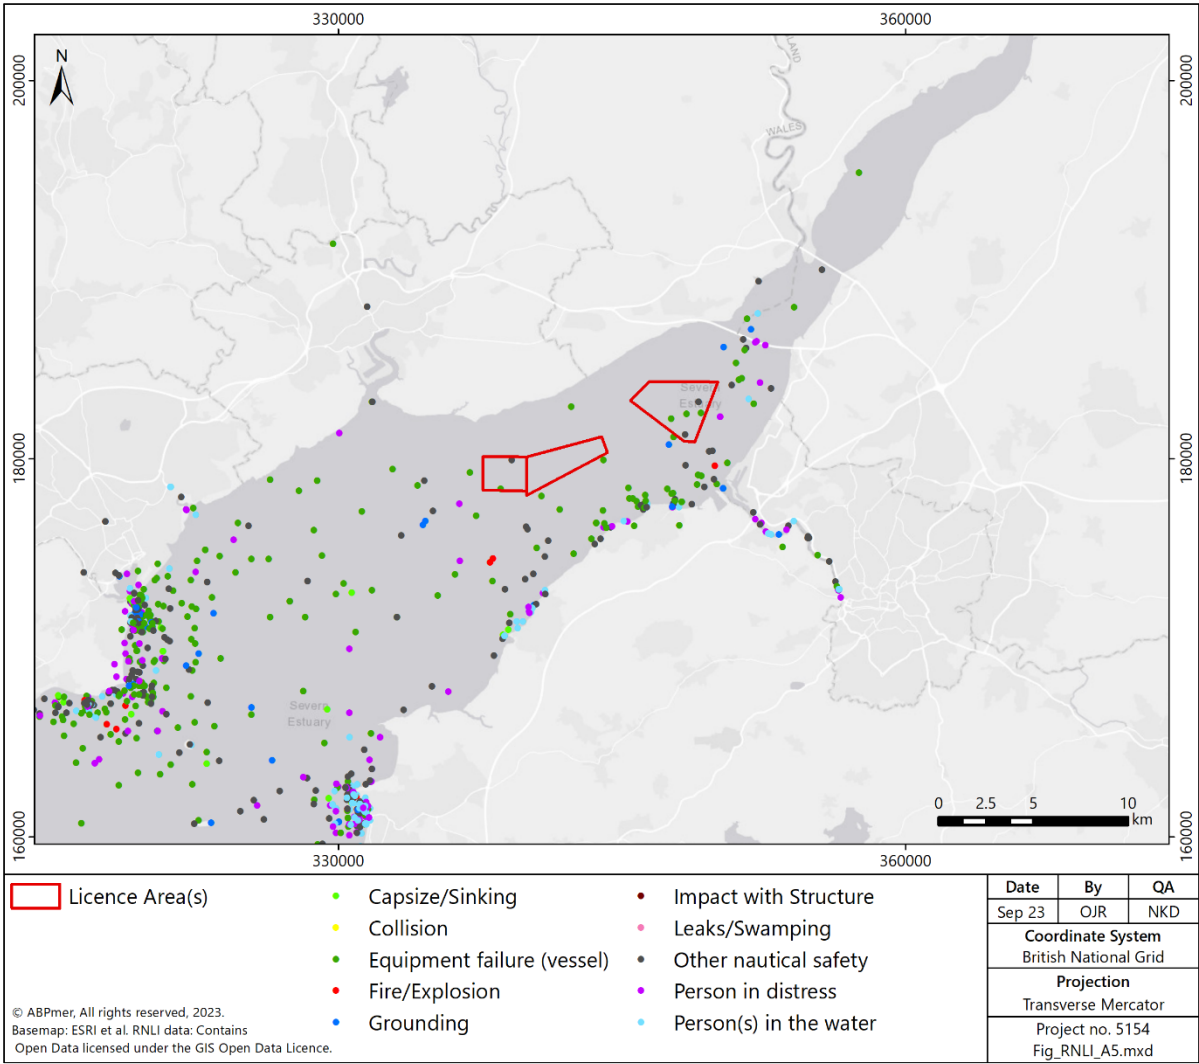 330000 360000
N
200000 200000
LAND
WALES
Severn
Estuary
180000 180000
Severn
Estuary
0 2.5 5 10
km
160000 160000
330000 360000
Licence Area(s)
Capsize/Sinking
Collision
Equipment failure (vessel)
Fire/Explosion
Grounding
Impact with Structure
Leaks/Swamping
Other nautical safety
Person in distress
Person(s) in the water
© ABPmer, All rights reserved, 2023.
Basemap: ESRI et al. RNLI data: Contains
Open Data licensed under the GIS Open Data Licence.
Date By QA
Sep 23 OJR NKD
Coordinate System
British National Grid
Projection
Transverse Mercator
Project no. 5154
Fig_RNLI_A5.mxd